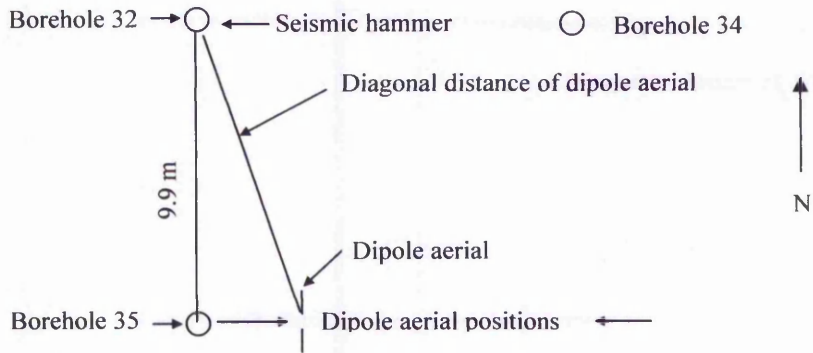 Borehole 32
Seismic hammer
Borehole 34
Diagonal distance of dipole aerial
9.9 m
N
Dipole aerial
Borehole 35
Dipole aerial positions